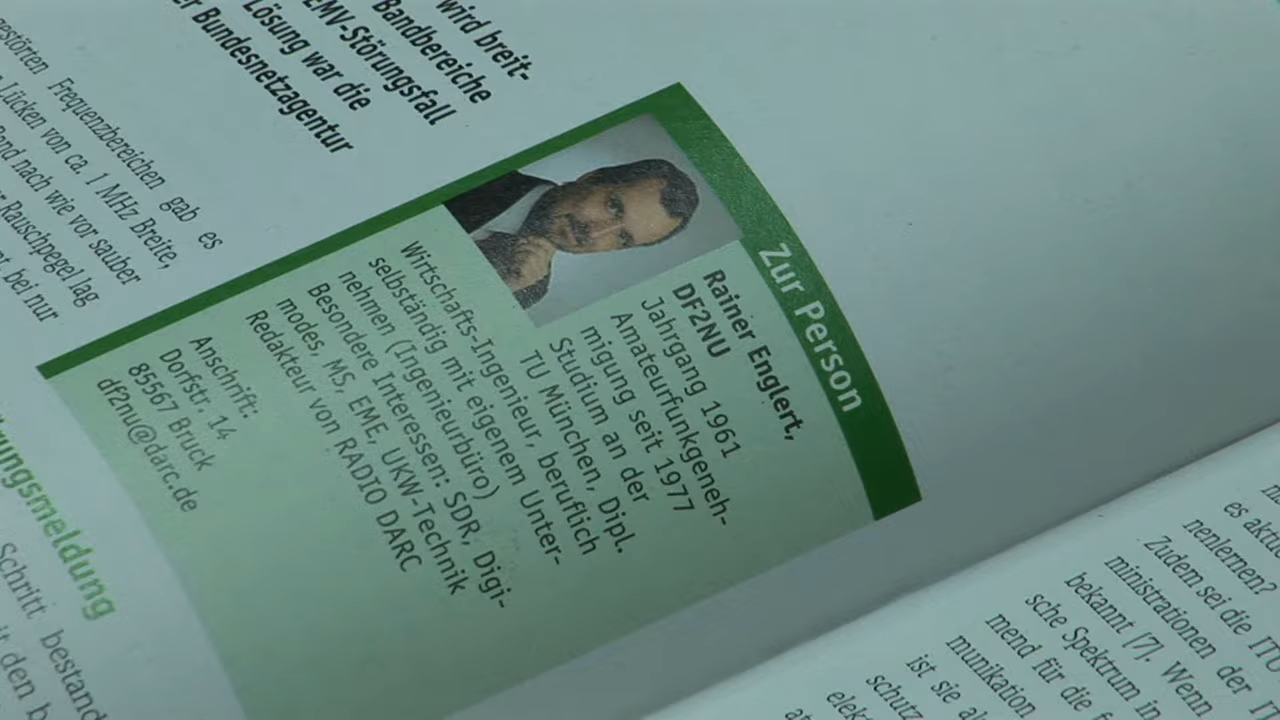 wird breit-
Bandbereiche
EMV-Störungsfall
Lösung war die
Bundesnetzagentur
gestörten Frequenzbereichen gab es
Lücken von ca. 1 MHz Breite,
Band nach wie vor sauber
Rauschpegel lag
bei nur
Schritt bestand
den
Zur Person
Rainer Englert,
DF2NU
Jahrgang 1961
Amateurfunkgeneh-
migung seit 1977
Studium an der
TU München, Dipl.
Wirtschafts-Ingenieur, beruflich
selbständig mit eigenem Unter-
nehmen (Ingenieurbüro)
Besondere Interessen: SDR, Digi-
modes, MS, EME, UKW-Technik
Redakteur von RADIO DARC
Anschrift:
Dorfstr. 14
85567 Bruck
df2nu@darc.de
es
nenlernen?
Zudem sei die ITU
ministrationen der
bekannt [7]. Wenn
sche Spektrum in
mend für die
munikation
ist sie
schutz